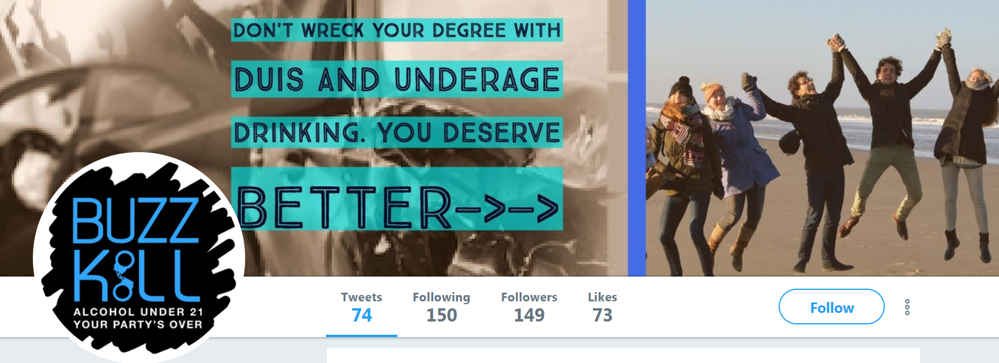 DON'T WRECK YOUR DEGREE WITH
DUIS AND UNDERAGE
DRINKING. YOU DESERVE
BETTER->->
BUZZ
KILL
ALCOHOL UNDER 21
YOUR PARTY'S OVER
Tweets Following Followers Likes
74 150 149 73
Follow